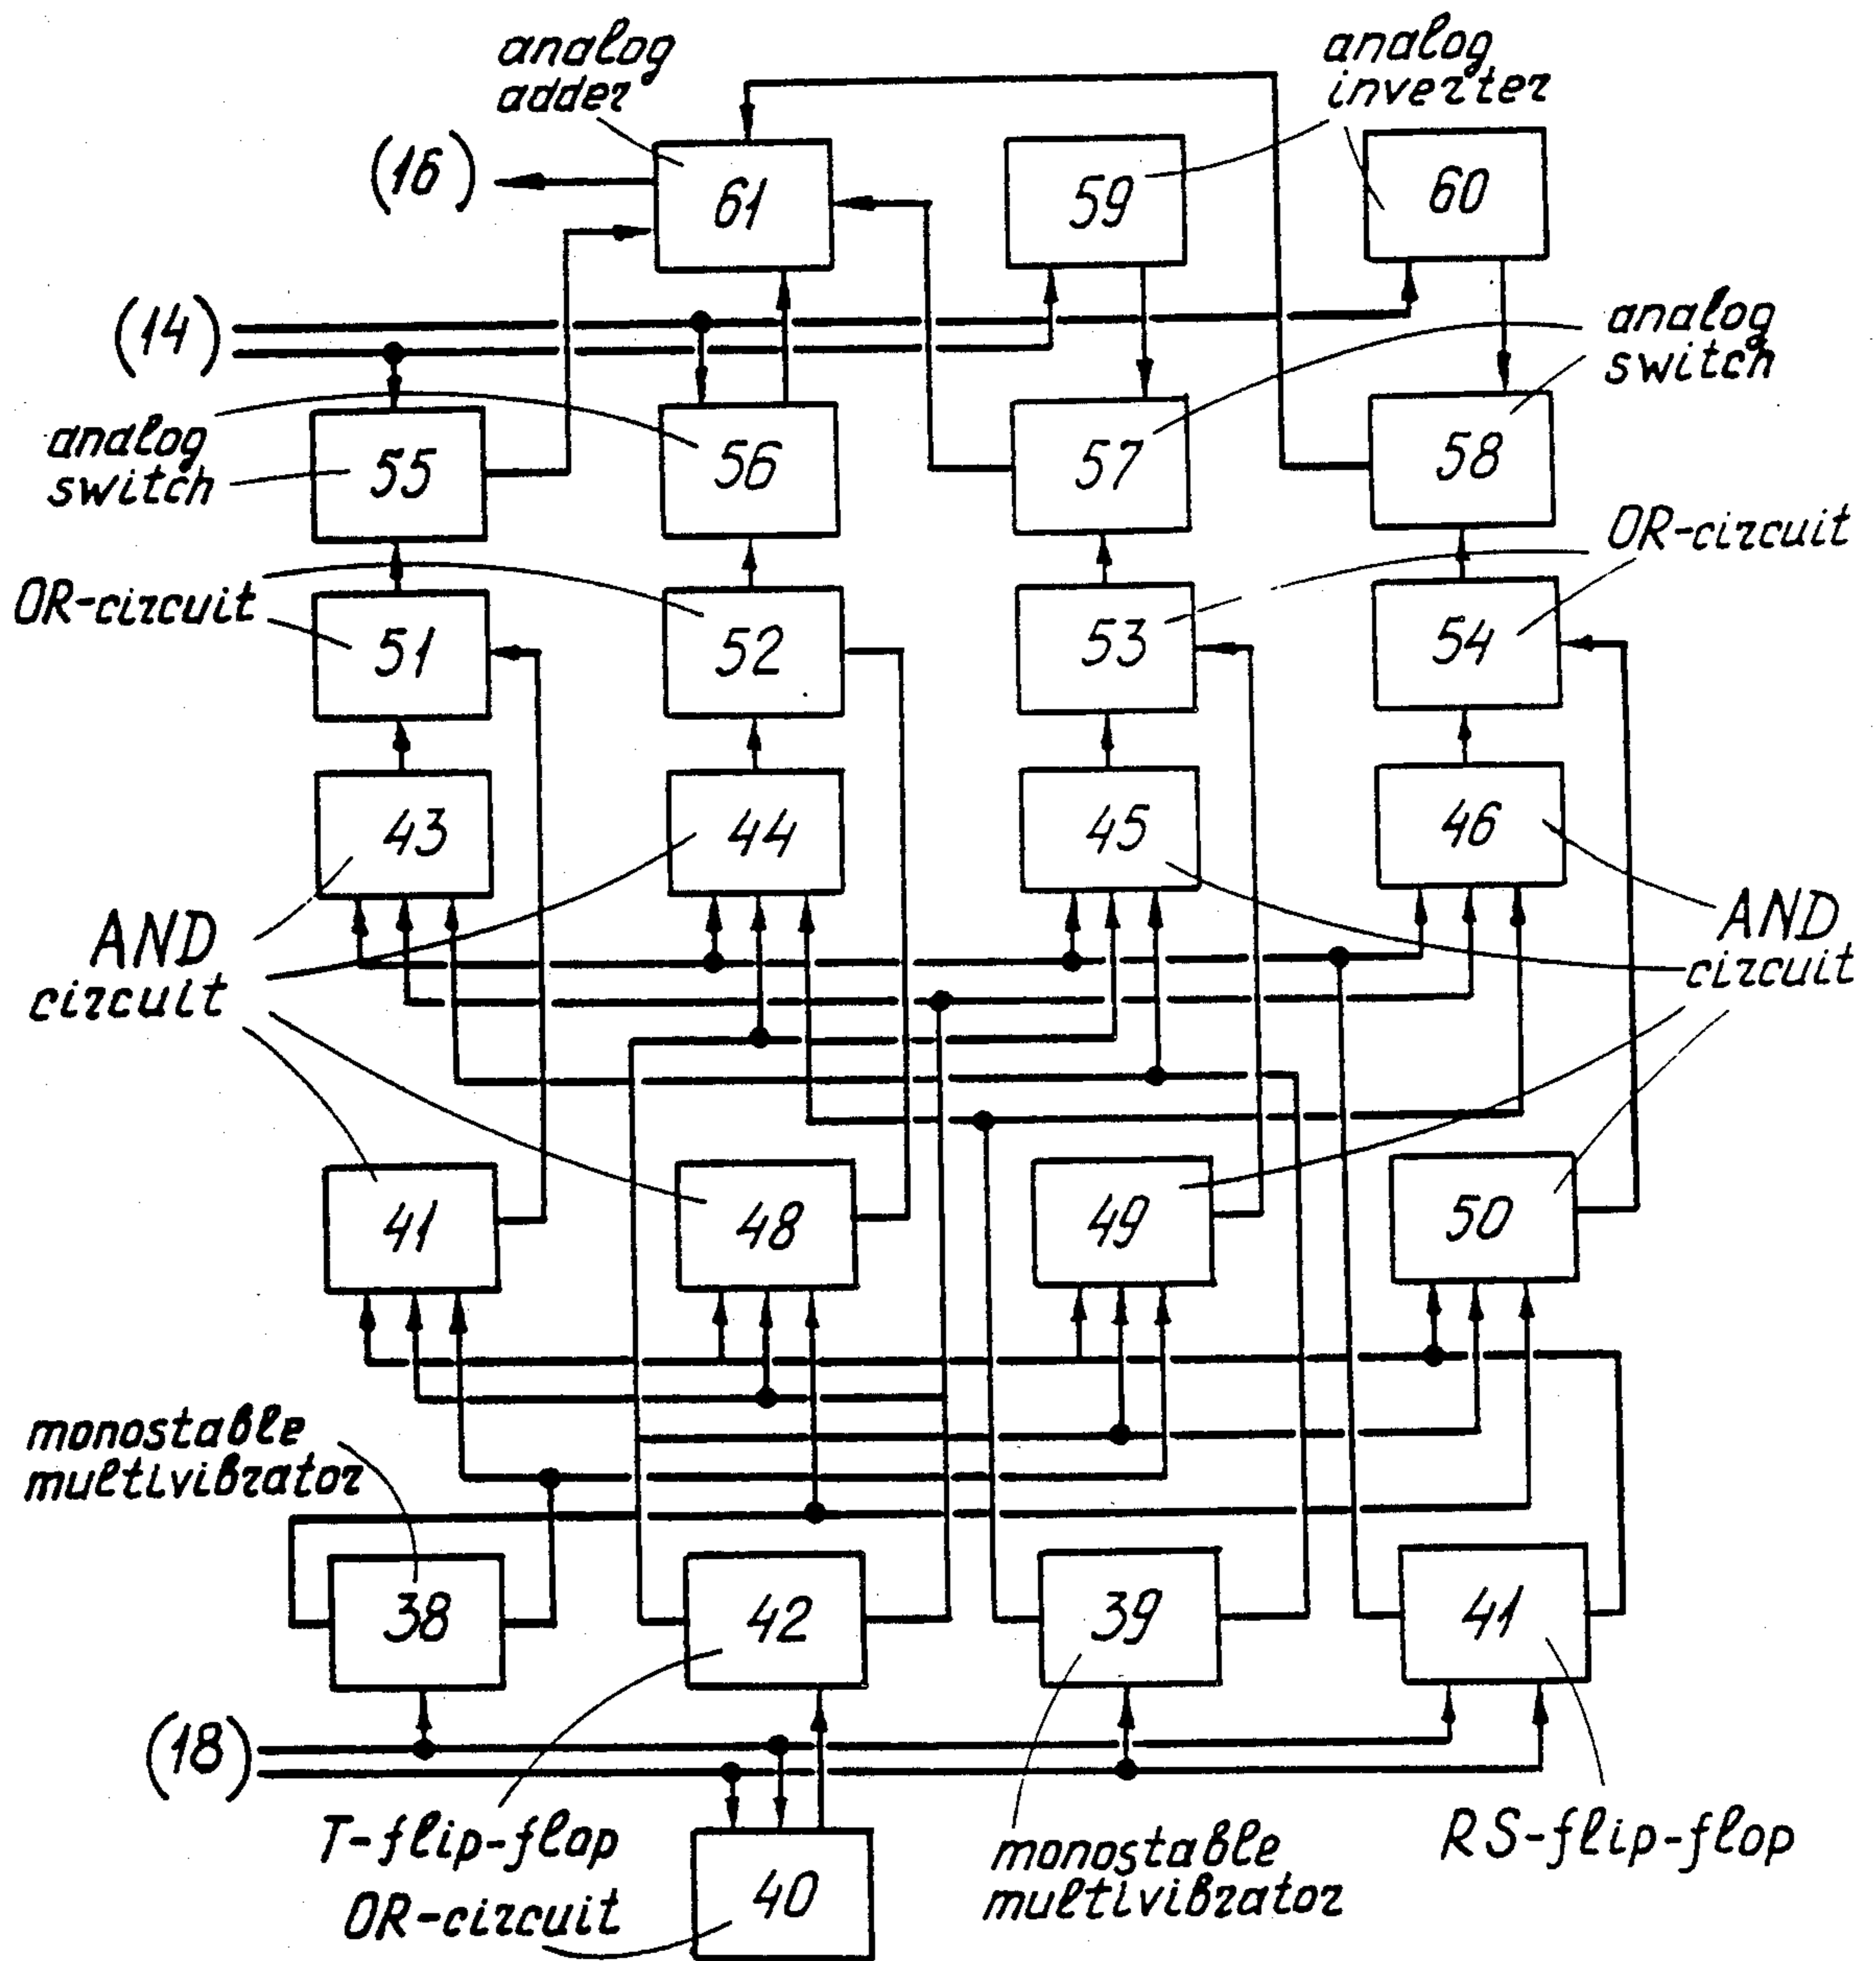 analog
adder
analog
inverter
(16)
61
59
60
(14)
analog
switch
analog
switch
55
56
57
58
OR-circuit
OR-circuit
51
52
53
54
43
44
45
46
AND
circuit
AND
circuit
41
48
49
50
monostable
multivibrator
38
42
39
41
(18)
T-flip-flop
RS-flip-flop
monostable
multivibrator
OR-circuit
40